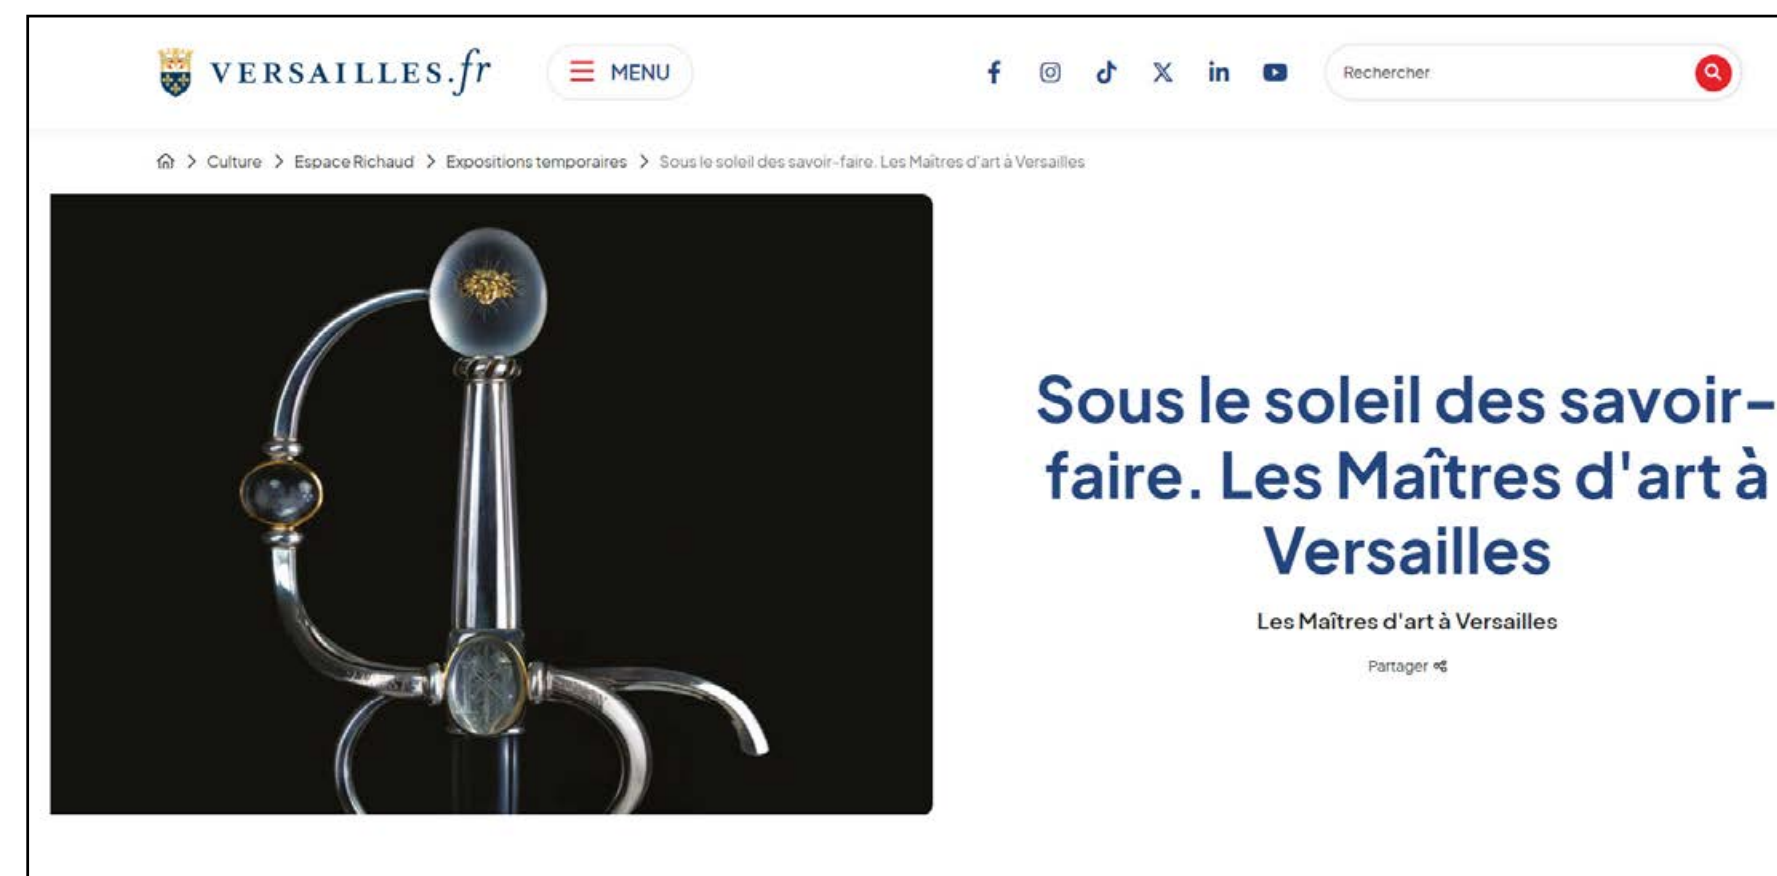 VERSAILLES.fr MENU Rechercher
Culture > Espace Richaud > Expositions temporaires > Sous le soleil des savoir-faire. Les Maîtres d'art à Versailles
Sous le soleil des savoir-
faire. Les Maîtres d'art à
Versailles
Les Maîtres d'art à Versailles
Partager